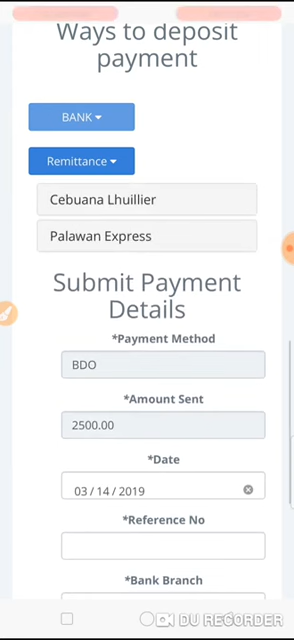 Ways to deposit
payment
BANK
Remittance
Cebuana Lhuillier
Palawan Express
Submit Payment
Details
*Payment Method
BDO
*Amount Sent
2500.00
*Date
03 / 14 / 2019
*Reference No
*Bank Branch
DU RECORDER